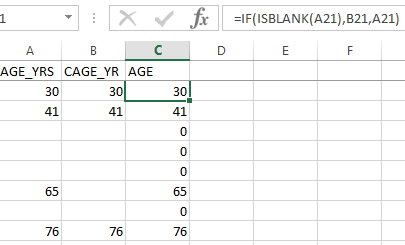 1 fx =IF(ISBLANK(A21),B21,A21)
A B C D E F
AGE_YRS CAGE_YR AGE
30 30 30
41 41 41
0
0
0
65 65
0
76 76 76